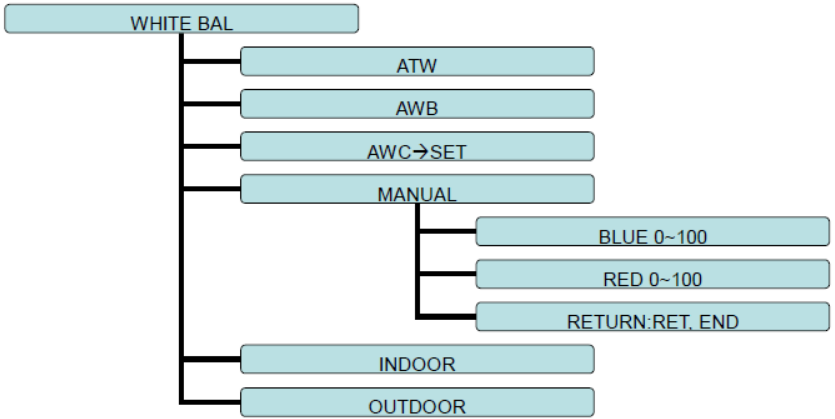 WHITE BAL
ATW
AWB
AWC→SET
MANUAL
BLUE 0~100
RED 0~100
RETURN:RET, END
INDOOR
OUTDOOR